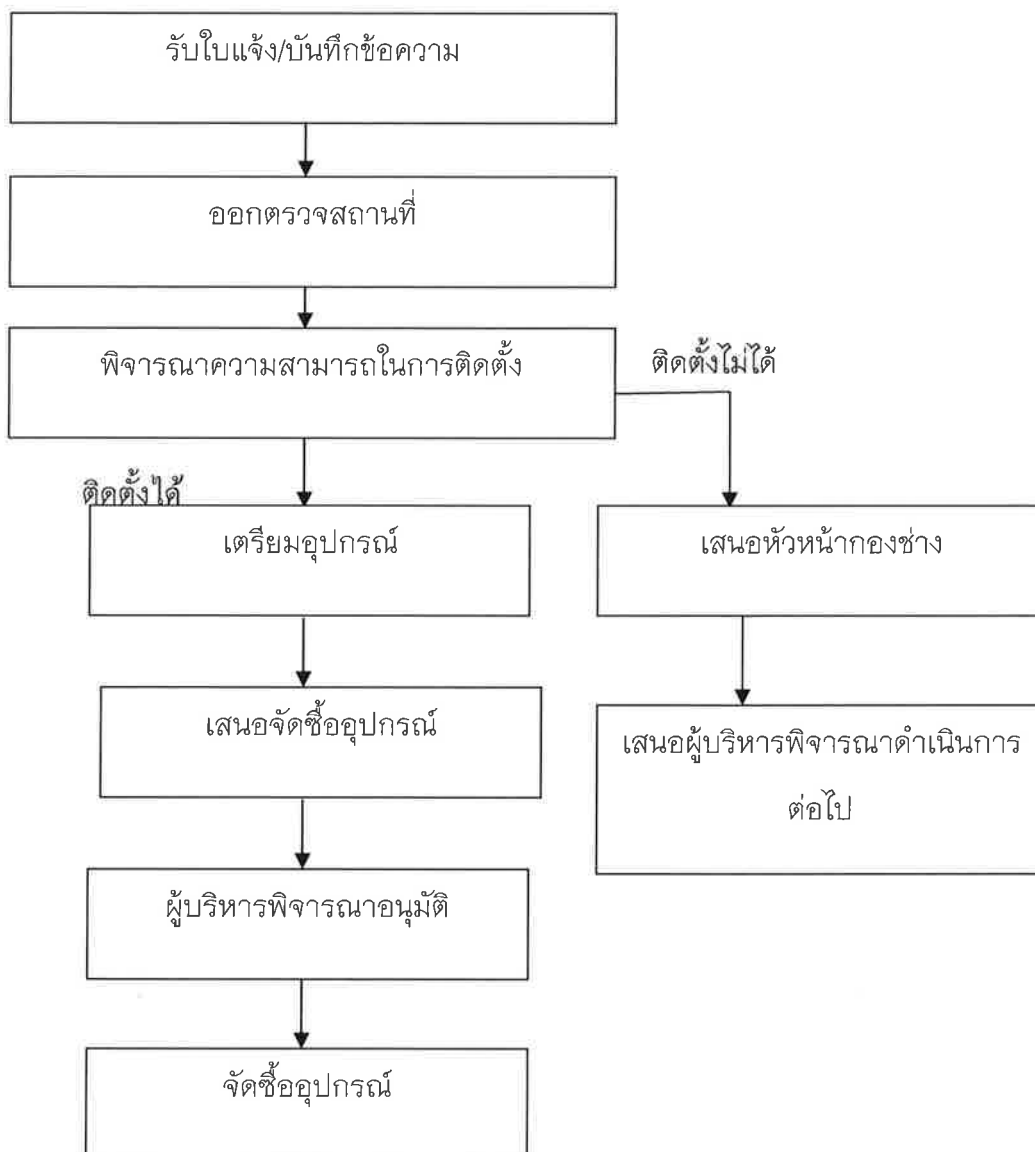 รับใบแจ้ง/บันทึกข้อความ
ออกตรวจสถานที่
พิจารณาความสามารถในการติดตั้ง
ติดตั้งไม่ได้
ติดตั้งได้
เตรียมอุปกรณ์
เสนอหัวหน้ากองช่าง
เสนอจัดซื้ออุปกรณ์
เสนอผู้บริหารพิจารณาดำเนินการ
ต่อไป
ผู้บริหารพิจารณาอนุมัติ
จัดซื้ออุปกรณ์